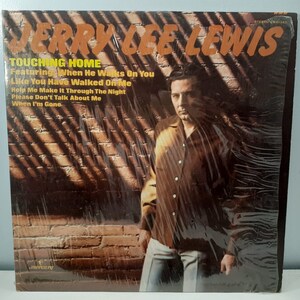 JERRY LEE LEWIS
TOUCHING HOME
Featuring: When He Walks On You
Like You Have Walked On Me
Help Me Make It Through The Night
Please Don't Talk About Me
When I'm Gone